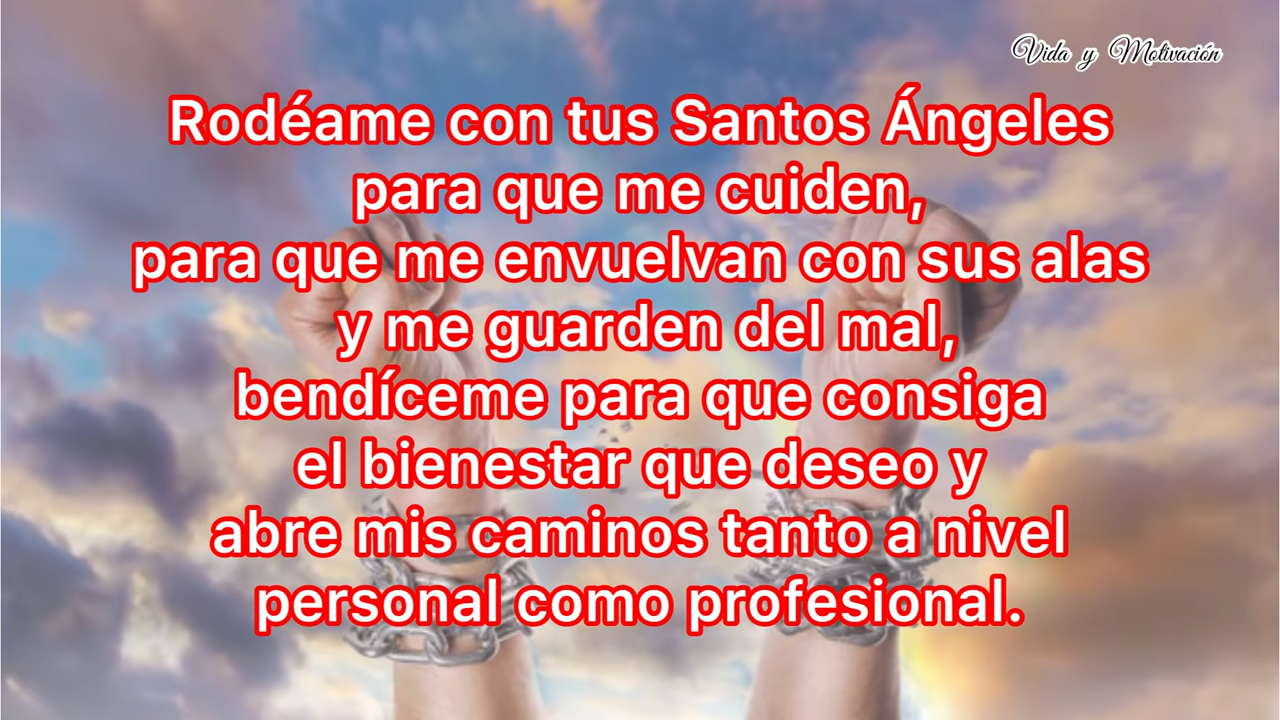 Vida y Motivación
Rodéame con tus Santos Ángeles
para que me cuiden,
para que me envuelvan con sus alas
y me guarden del mal,
bendíceme para que consiga
el bienestar que deseo y
abre mis caminos tanto a nivel
personal como profesional.